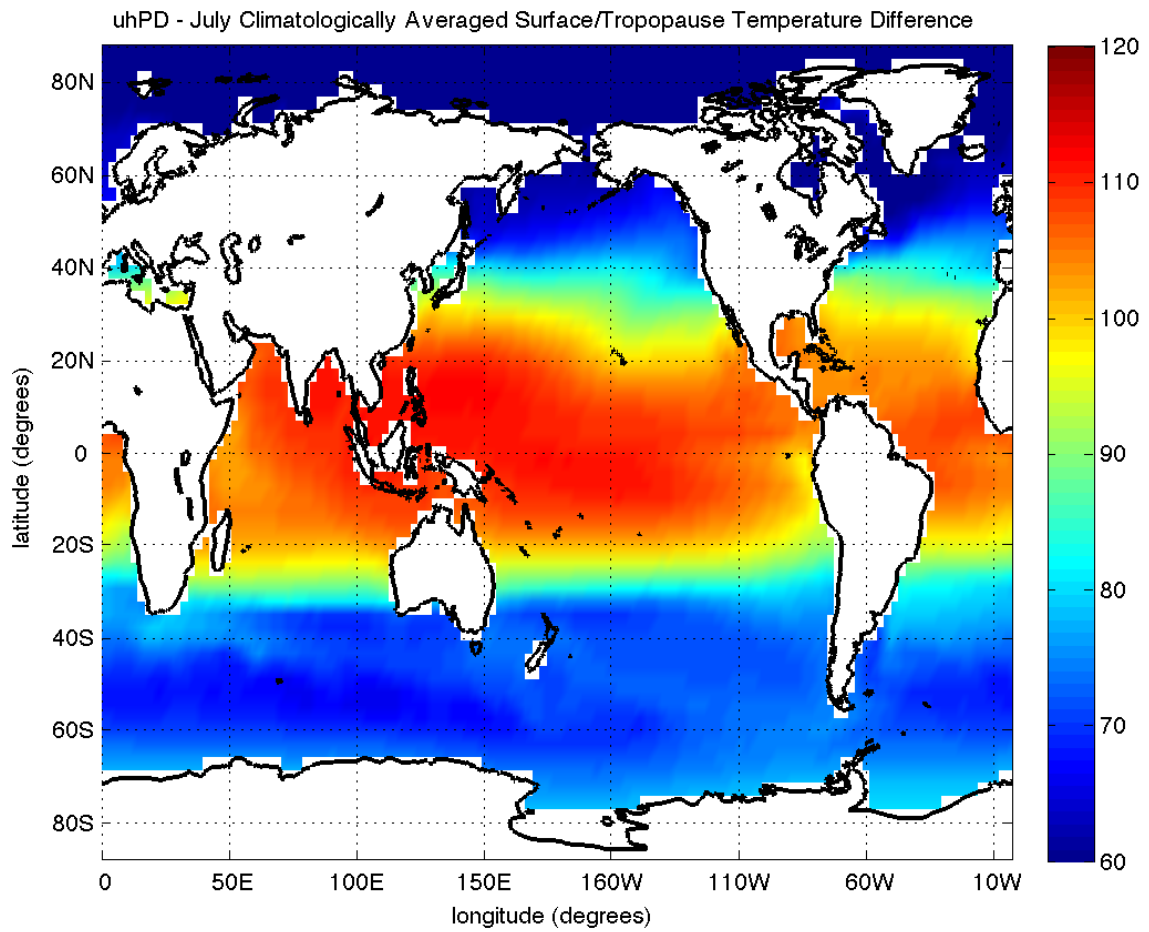 uhPD - July Climatologically Averaged Surface/Tropopause Temperature Difference
120
110
100
90
80
70
60
80N
60N
40N
20N
0
20S
40S
60S
80S
latitude (degrees)
0
50E
100E
150E
160W
110W
60W
10W
longitude (degrees)